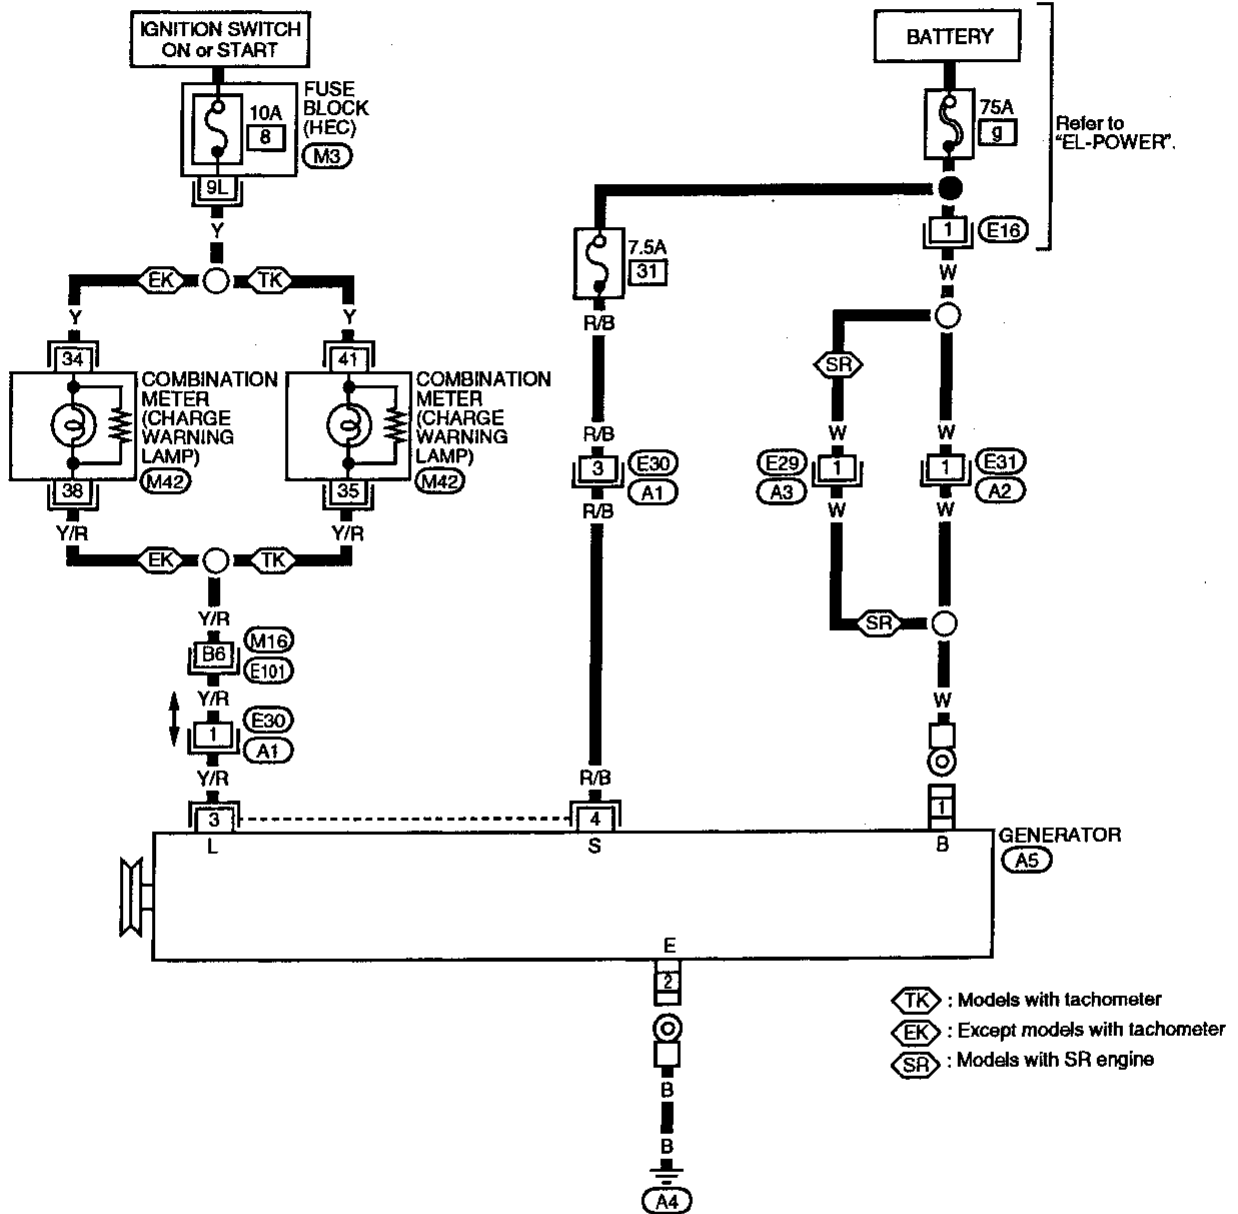 IGNITION SWITCH
ON or START
BATTERY
10A
8
FUSE
BLOCK
(HEC)
M3
9L
75A
g
Refer to
"EL-POWER".
Y
1
E16
7.5A
31
W
EK
TK
Y
Y
R/B
SR
34
41
COMBINATION
METER
(CHARGE
WARNING
LAMP)
M42
COMBINATION
METER
(CHARGE
WARNING
LAMP)
M42
38
35
R/B
3
E30
A1
R/B
W
W
E29
A3
1
1
E31
A2
W
W
Y/R
Y/R
EK
TK
Y/R
B6
M16
E101
SR
Y/R
1
E30
A1
W
Y/R
R/B
3
4
1
L
S
B
GENERATOR
A5
E
2
B
B
A4
TK : Models with tachometer
EK : Except models with tachometer
SR : Models with SR engine